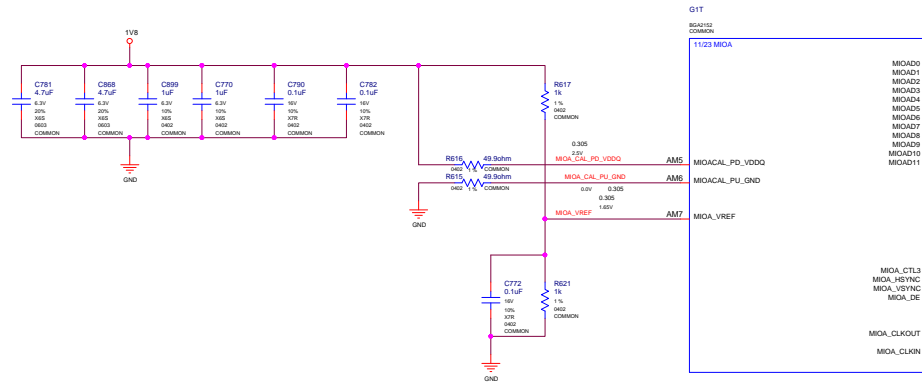 G1T
BGA2152
COMMON
11/23 MIOA
1V8
C781
4.7uF
6.3V
20%
X6S
0603
COMMON
C868
4.7uF
6.3V
20%
X6S
0603
COMMON
C899
1uF
6.3V
10%
X6S
0402
COMMON
C770
1uF
6.3V
10%
X6S
0402
COMMON
C790
0.1uF
16V
10%
X7R
0402
COMMON
C782
0.1uF
16V
10%
X7R
0402
COMMON
GND
R617
1k
1 %
0402
COMMON
R616
49.9ohm
0402
1 %
COMMON
R615
49.9ohm
0402
1 %
COMMON
GND
0.305
2.5V
MIOA_CAL_PD_VDDQ
AM5
MIOACAL_PD_VDDQ
MIOA_CAL_PU_GND
AM6
MIOACAL_PU_GND
0.0V
0.305
0.305
1.65V
MIOA_VREF
AM7
MIOA_VREF
C772
0.1uF
16V
10%
X7R
0402
COMMON
R621
1k
1 %
0402
COMMON
GND
MIOAD0
MIOAD1
MIOAD2
MIOAD3
MIOAD4
MIOAD5
MIOAD6
MIOAD7
MIOAD8
MIOAD9
MIOAD10
MIOAD11
MIOA_CTL3
MIOA_HSYNC
MIOA_VSYNC
MIOA_DE
MIOA_CLKOUT
MIOA_CLKIN